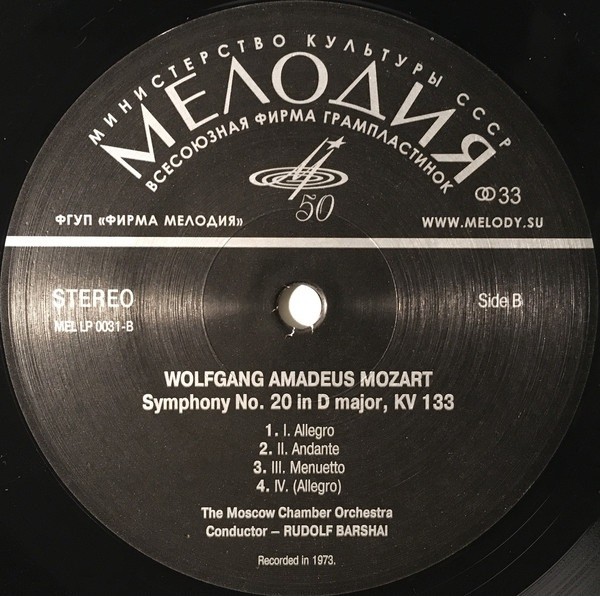 МИНИСТЕРСТВО КУЛЬТУРЫ СССР
МЕЛОДИЯ
ВСЕСОЮЗНАЯ ФИРМА ГРАМПЛАСТИНОК
50
33
ФГУП «ФИРМА МЕЛОДИЯ»
WWW.MELODY.SU
STEREO
Side B
MEL LP 0031-B
WOLFGANG AMADEUS MOZART
Symphony No. 20 in D major, KV 133
1. I. Allegro
2. II. Andante
3. III. Menuetto
4. IV. (Allegro)
The Moscow Chamber Orchestra
Conductor – RUDOLF BARSHAI
Recorded in 1973.